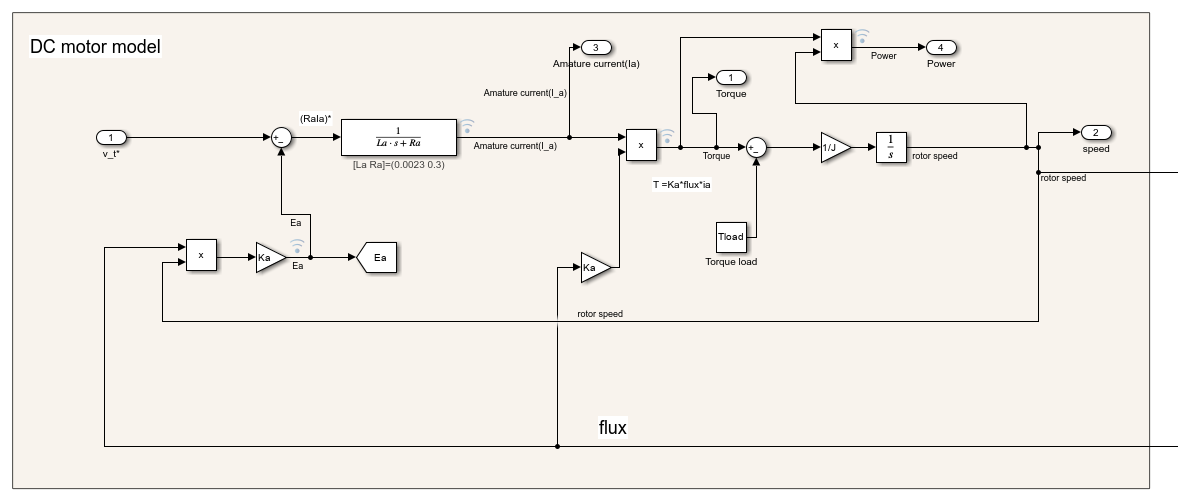 DC motor model
3
Amature current(Ia)
x
Power
4
Power
1
Torque
Amature current(I_a)
1
v_t*
+
_
(RaIa)*
1
La · s + Ra
[La Ra]=(0.0023 0.3)
Amature current(I_a)
x
Torque
T =Ka*flux*ia
+
_
1/J
1
s
rotor speed
2
speed
rotor speed
Tload
Torque load
Ea
x
Ka
Ea
Ea
Ka
rotor speed
flux